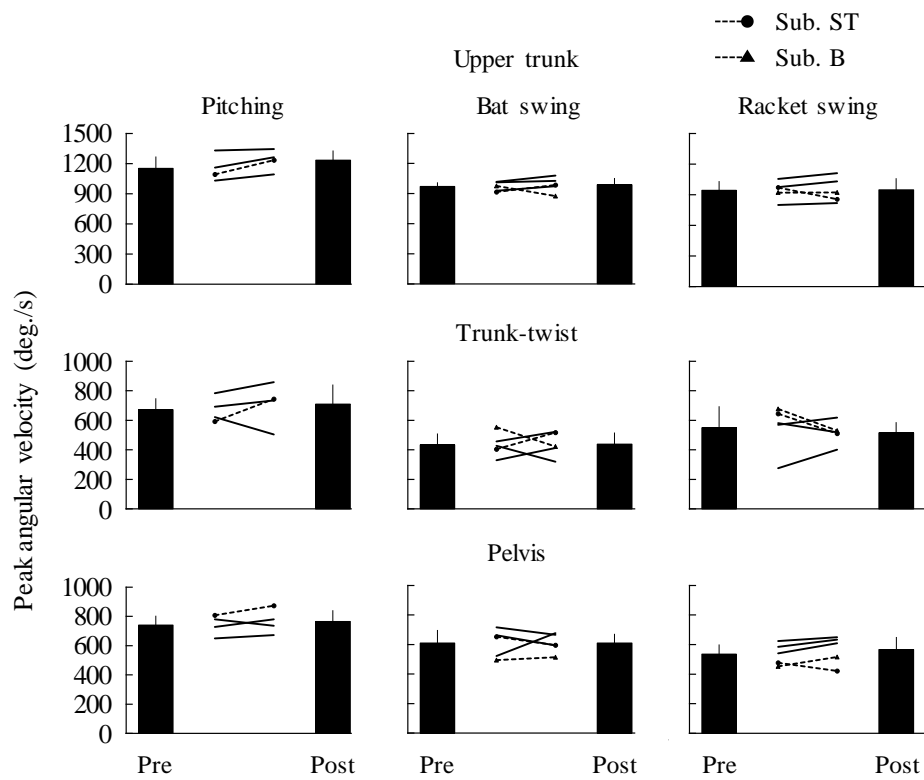 Sub. ST
Sub. B
Upper trunk
Pitching
Bat swing
Racket swing
1500
1200
900
600
300
0
Peak angular velocity (deg./s)
Trunk-twist
1000
800
600
400
200
0
Pelvis
1000
800
600
400
200
0
Pre Post Pre Post Pre Post